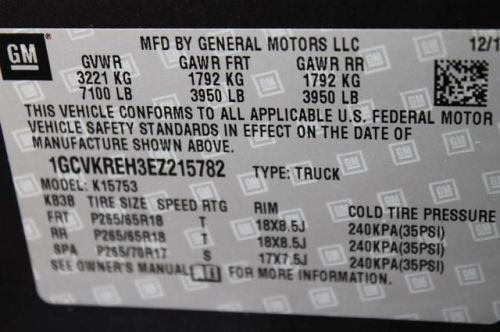 GM
MFD BY GENERAL MOTORS LLC 12/1
GVWR GAWR FRT GAWR RR
3221 KG 1792 KG 1792 KG
7100 LB 3950 LB 3950 LB
THIS VEHICLE CONFORMS TO ALL APPLICABLE U.S. FEDERAL MOTOR
VEHICLE SAFETY STANDARDS IN EFFECT ON THE DATE OF
MANUFACTURE SHOWN ABOVE.
1GCVKREH3EZ215782 TYPE: TRUCK
MODEL: K15753
KB3B TIRE SIZE SPEED RTG RIM COLD TIRE PRESSURE
FRT P265/65R18 T 18X8.5J 240KPA(35PSI)
RR P265/65R18 T 18X8.5J 240KPA(35PSI)
SPA P265/70R17 S 17X7.5J 240KPA(35PSI)
SEE OWNER'S MANUAL FOR MORE INFORMATION.